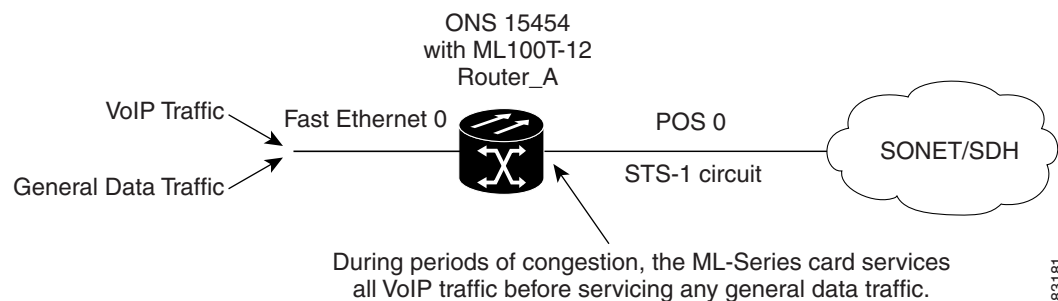 ONS 15454
with ML100T-12
Router_A
VoIP Traffic
General Data Traffic
Fast Ethernet 0
POS 0
STS-1 circuit
SONET/SDH
During periods of congestion, the ML-Series card services
all VoIP traffic before servicing any general data traffic.
83181